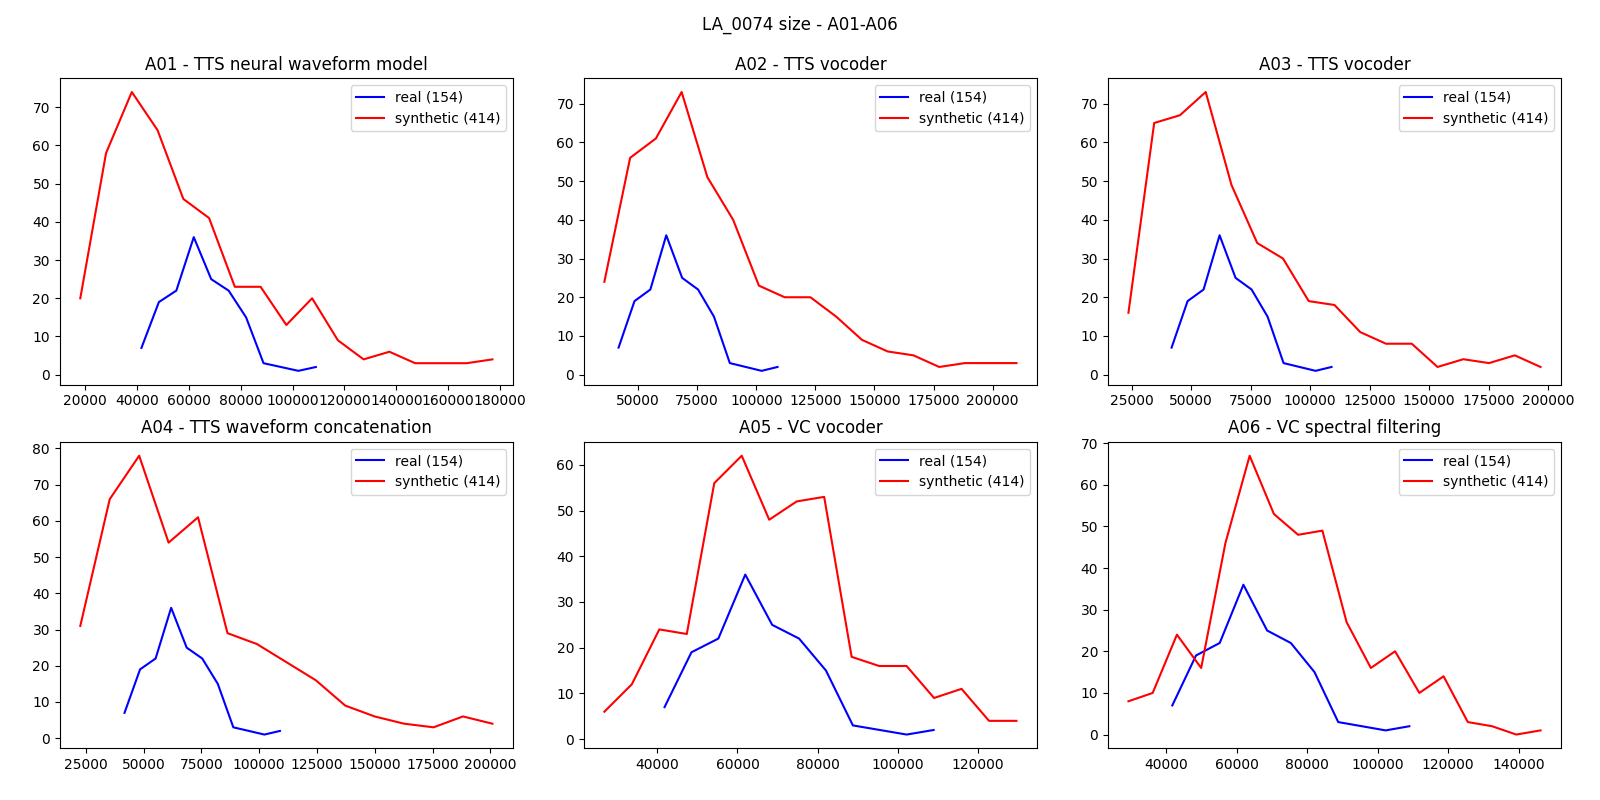 LA_0074 size - A01-A06
A01 - TTS neural waveform model
70
60
50
40
30
20
10
0
20000 40000 60000 80000 100000 120000 140000 160000 180000
real (154)
synthetic (414)
A02 - TTS vocoder
70
60
50
40
30
20
10
0
50000 75000 100000 125000 150000 175000 200000
real (154)
synthetic (414)
A03 - TTS vocoder
70
60
50
40
30
20
10
0
25000 50000 75000 100000 125000 150000 175000 200000
real (154)
synthetic (414)
A04 - TTS waveform concatenation
80
70
60
50
40
30
20
10
0
25000 50000 75000 100000 125000 150000 175000 200000
real (154)
synthetic (414)
A05 - VC vocoder
60
50
40
30
20
10
0
40000 60000 80000 100000 120000
real (154)
synthetic (414)
A06 - VC spectral filtering
70
60
50
40
30
20
10
0
40000 60000 80000 100000 120000 140000
real (154)
synthetic (414)